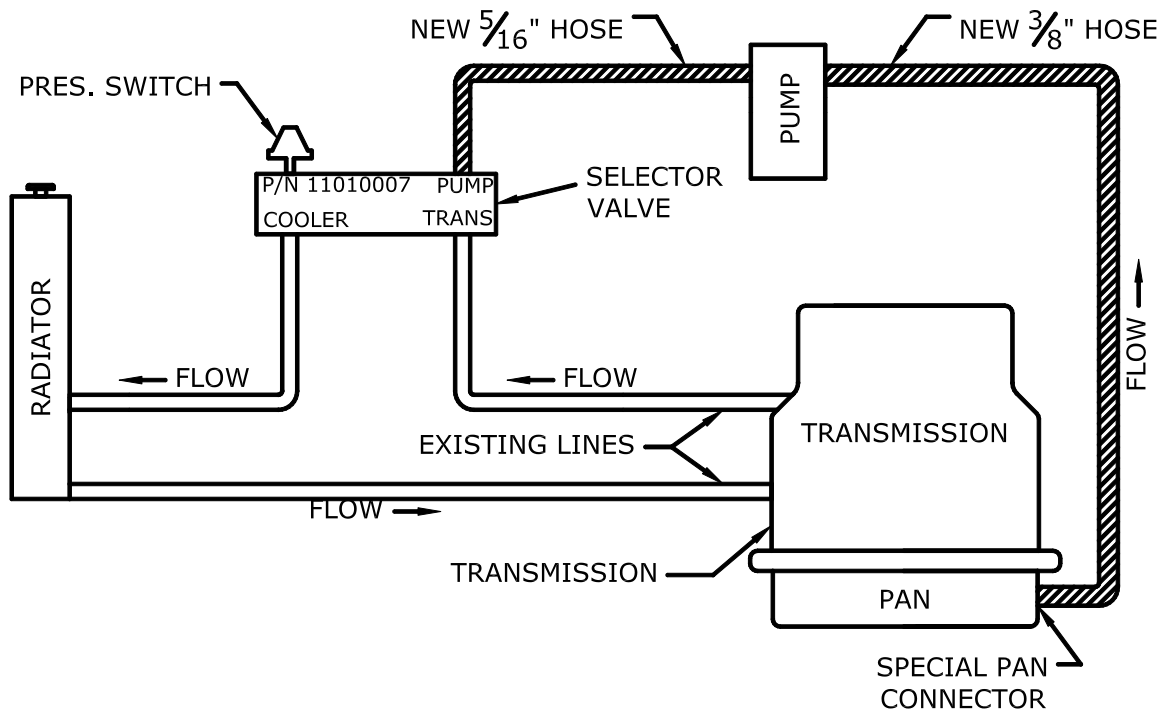 NEW 5/16" HOSE
NEW 3/8" HOSE
PRES. SWITCH
PUMP
P/N 11010007 PUMP
COOLER TRANS
SELECTOR
VALVE
RADIATOR
FLOW
FLOW
FLOW
TRANSMISSION
EXISTING LINES
FLOW
TRANSMISSION
PAN
SPECIAL PAN
CONNECTOR